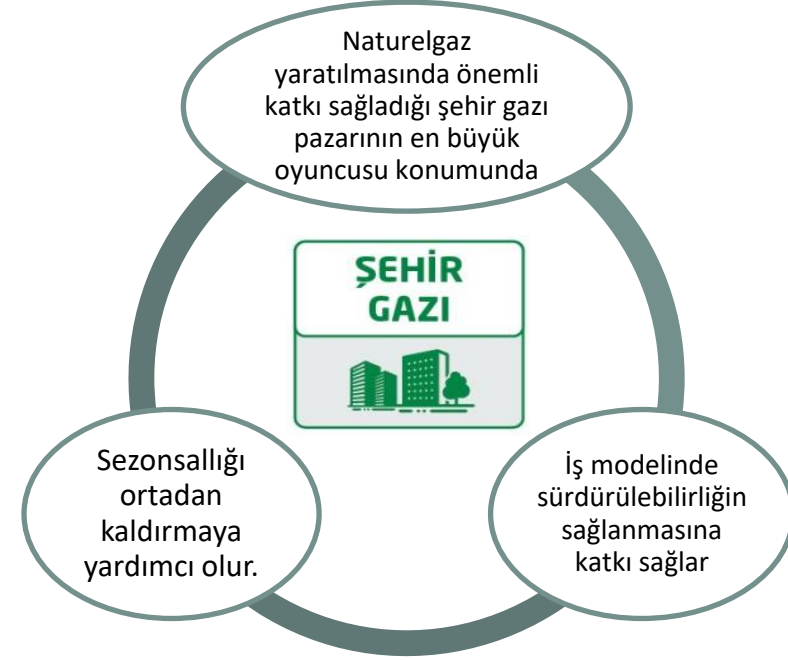 Naturelgaz
yaratılmasında önemli
katkı sağladığı şehir gazı
pazarının en büyük
oyuncusu konumunda
ŞEHİR
GAZI
Sezonsallığı
ortadan
kaldırmaya
yardımcı olur.
İş modelinde
sürdürülebilirliğin
sağlanmasına
katkı sağlar